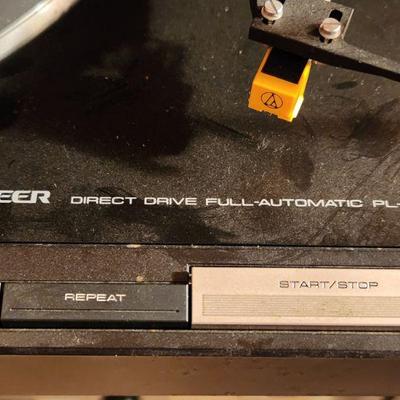 EER DIRECT DRIVE FULL-AUTOMATIC PL-
REPEAT
START/STOP